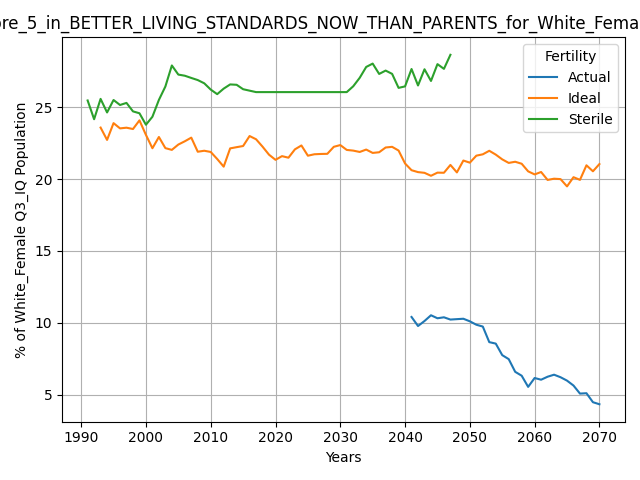 ore_5_in_BETTER_LIVING_STANDARDS_NOW_THAN_PARENTS_for_White_Fema
Fertility
Actual
Ideal
Sterile
% of White_Female Q3_IQ Population
25
20
15
10
5
1990 2000 2010 2020 2030 2040 2050 2060 2070
Years